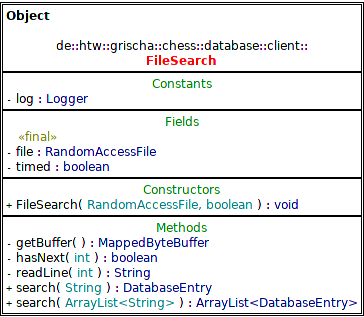 Object
de::htw::grischa::chess::database::client::
FileSearch
Constants
- log : Logger
Fields
«final»
- file : RandomAccessFile
- timed : boolean
Constructors
+ FileSearch( RandomAccessFile, boolean ) : void
Methods
- getBuffer( ) : MappedByteBuffer
- hasNext( int ) : boolean
- readLine( int ) : String
+ search( String ) : DatabaseEntry
+ search( ArrayList<String> ) : ArrayList<DatabaseEntry>